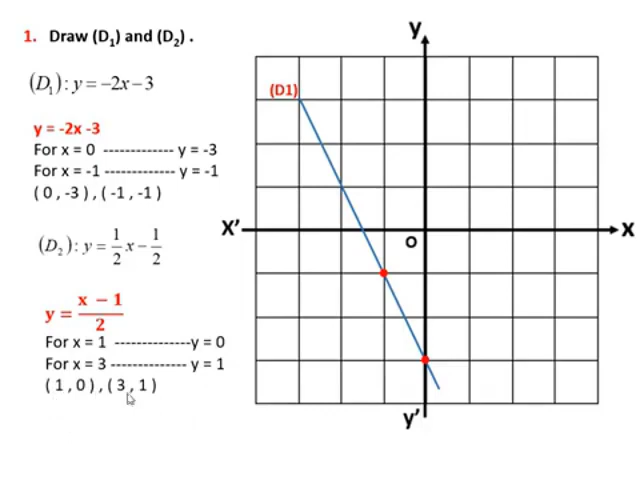 1. Draw (D₁) and (D₂) .
(D₁) : y = −2x − 3
y = -2x -3
For x = 0 ------------- y = -3
For x = -1 ------------- y = -1
( 0 , -3 ) , ( -1 , -1 )
(D₂) : y = 1/2 x − 1/2
y = x − 1 / 2
For x = 1 --------------y = 0
For x = 3 -------------- y = 1
( 1 , 0 ) , ( 3 , 1 )
y
(D1)
X’
O
X
y’